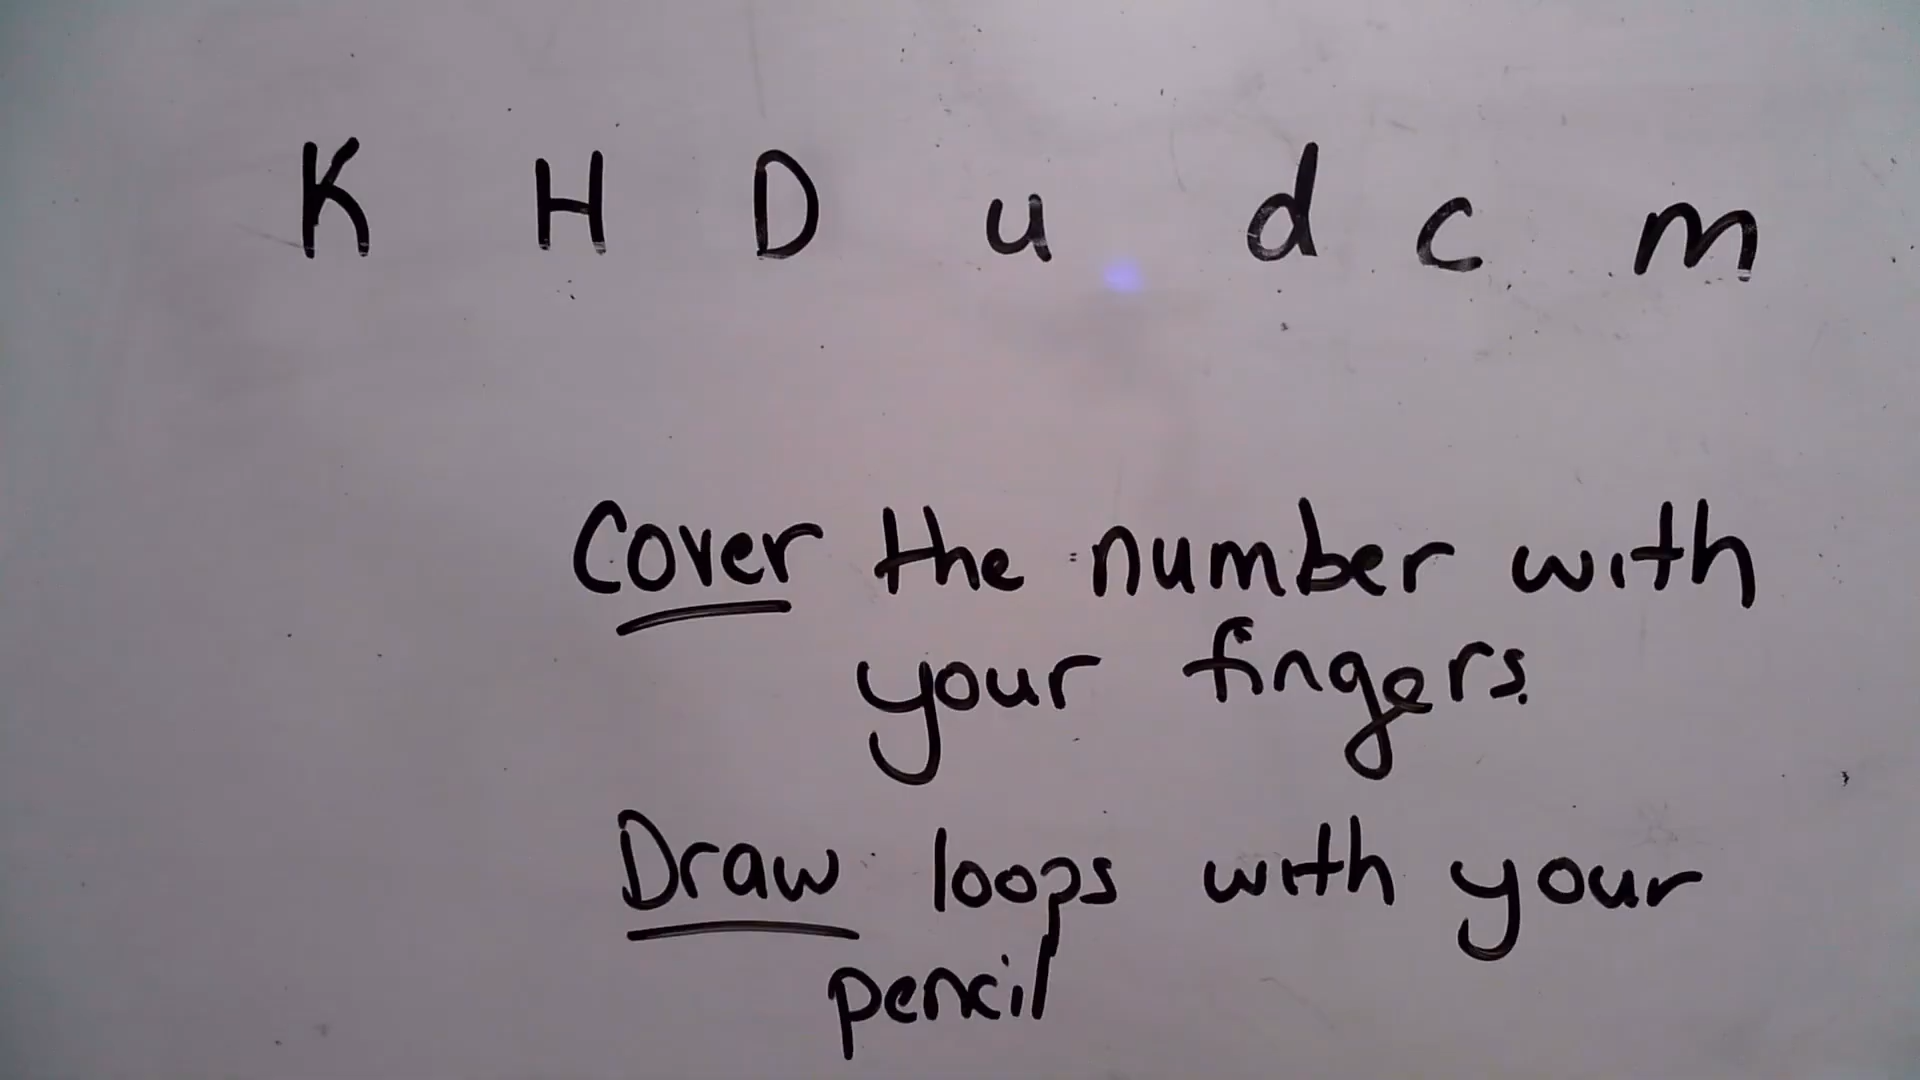 K H D u d c m
Cover the number with
your fingers.
Draw loops with your
pencil